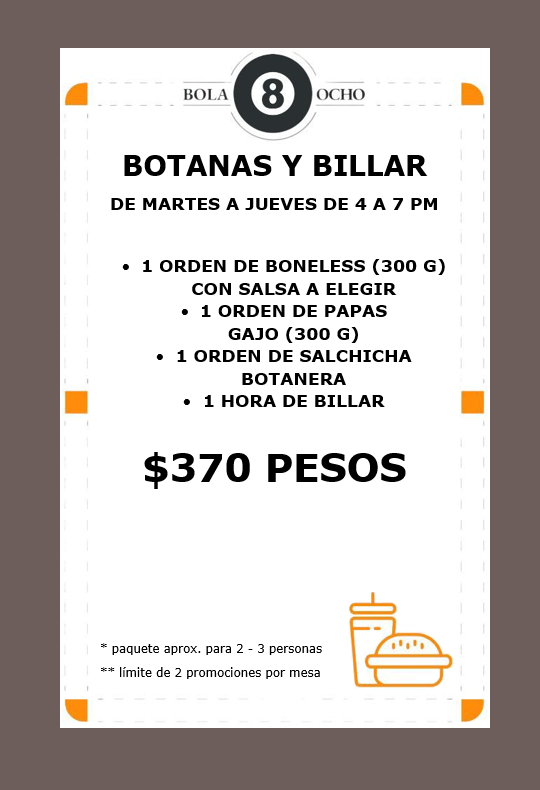 BOLA 8 OCHO
BOTANAS Y BILLAR
DE MARTES A JUEVES DE 4 A 7 PM
• 1 ORDEN DE BONELESS (300 G)
CON SALSA A ELEGIR
• 1 ORDEN DE PAPAS
GAJO (300 G)
• 1 ORDEN DE SALCHICHA
BOTANERA
• 1 HORA DE BILLAR
$370 PESOS
* paquete aprox. para 2 - 3 personas
** límite de 2 promociones por mesa